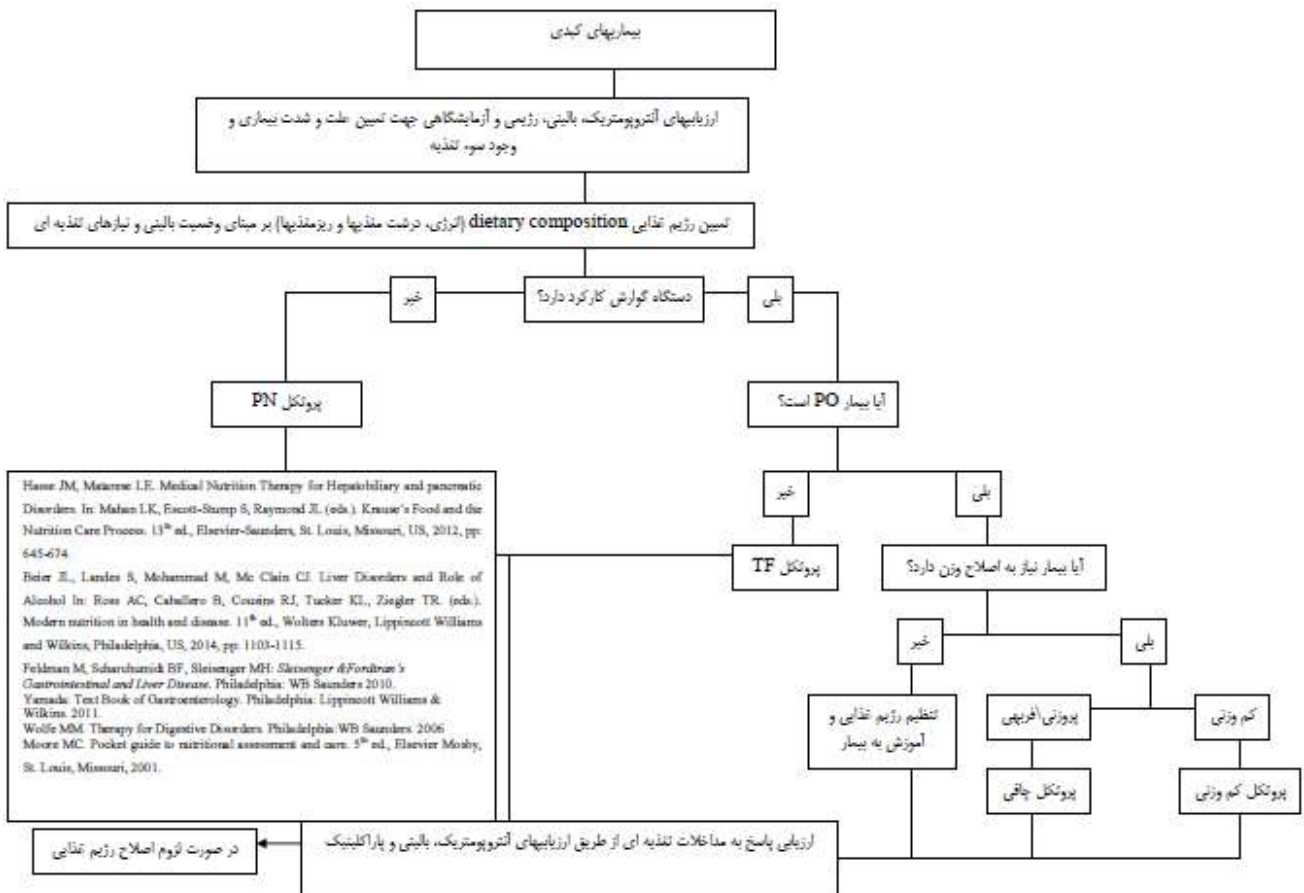 بیماریهای کبدی
ارزیابیهای آنتروپومتریک، بالینی، رژیمی و آزمایشگاهی جهت تعیین علت و شدت بیماری و
وجود سوء تغذیه
تعیین رژیم غذایی dietary composition (انرژی، درشت مغذیها و ریزمغذیها) بر مبنای وضعیت بالینی و نیازهای تغذیه ای
بلی
دستگاه گوارش کارکرد دارد؟
خیر
آیا بیمار PO است؟
پروتکل PN
بلی
خیر
Hasse JM, Matarese LE. Medical Nutrition Therapy for Hepatobiliary and pancreatic
Disorders. In: Mahan LK, Escott-Stump S, Raymond JL (eds.). Krause's Food and the
Nutrition Care Process. 13th ed., Elsevier-Saunders, St. Louis, Missouri, US, 2012, pp:
645-674.
Beier JL, Landes S, Mohammad M, Mc Clain CJ. Liver Disorders and Role of
Alcohol In: Ross AC, Caballero B, Cousins RJ, Tucker KL, Ziegler TR. (eds.).
Modern nutrition in health and disease. 11th ed., Wolters Kluwer, Lippincott Williams
and Wilkins, Philadelphia, US, 2014, pp: 1103-1115.
Feldman M, Scharchumidt BF, Sleisenger MH: Sleisenger &Fordtran's
Gastrointestinal and Liver Disease. Philadelphia: WB Saunders 2010.
Yamada: Text Book of Gastroenterology. Philadelphia: Lippincott Williams &
Wilkins. 2011.
Wolfe MM. Therapy for Digestive Disorders. Philadelphia:WB Saunders. 2006
Moore MC. Pocket guide to nutritional assessment and care. 5th ed., Elsevier Mosby,
St. Louis, Missouri, 2001.
آیا بیمار نیاز به اصلاح وزن دارد؟
پروتکل TF
بلی
خیر
کم وزنی
پروزنی\فربهی
تنظیم رژیم غذایی و
آموزش به بیمار
پروتکل کم وزنی
پروتکل چاقی
ارزیابی پاسخ به مداخلات تغذیه ای از طریق ارزیابیهای آنتروپومتریک، بالینی و پاراکلینیک
در صورت لزوم اصلاح رژیم غذایی